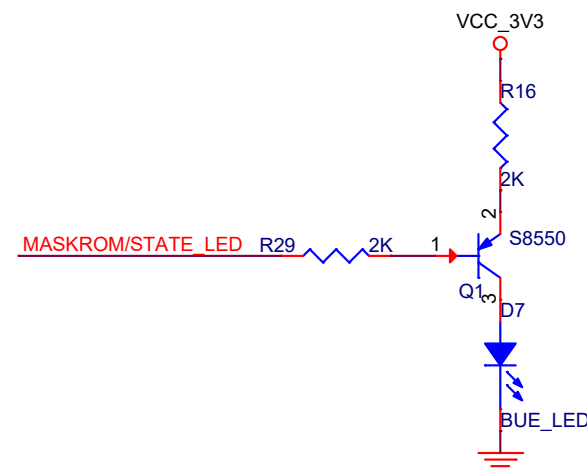 VCC_3V3
R16
2K
2
MASKROM/STATE_LED R29 2K 1 S8550
Q1
3
D7
BUE_LED